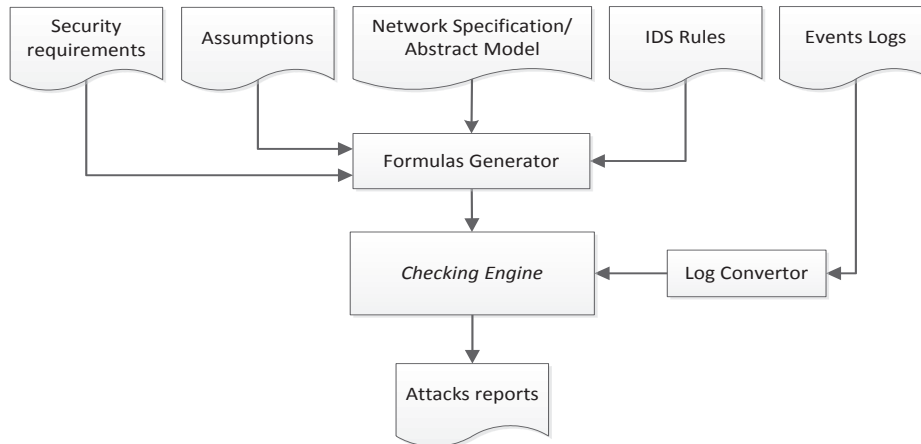 Security
requirements
Assumptions
Network Specification/
Abstract Model
IDS Rules
Events Logs
Formulas Generator
Checking Engine
Log Convertor
Attacks reports